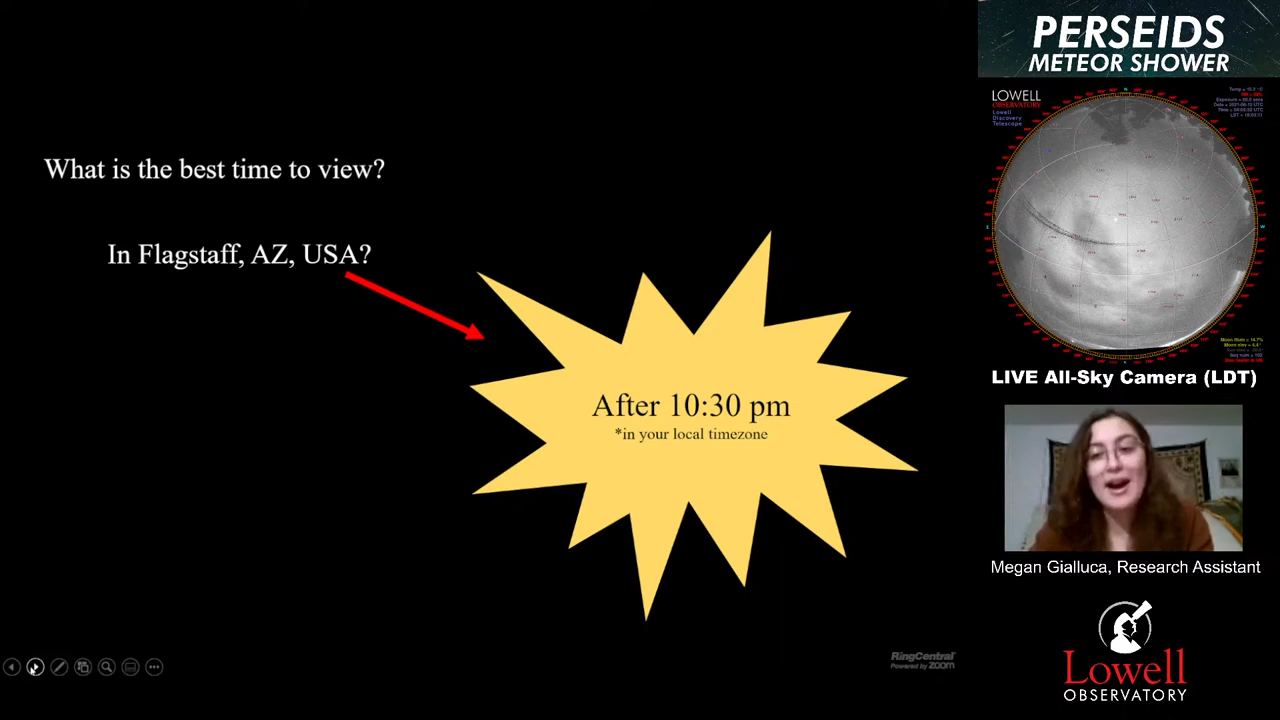 What is the best time to view?
In Flagstaff, AZ, USA?
After 10:30 pm
*in your local timezone
RingCentral
Powered by zoom
PERSEIDS
METEOR SHOWER
LOWELL
OBSERVATORY
Lowell
Discovery
Telescope
LIVE All-Sky Camera (LDT)
Megan Gialluca, Research Assistant
Lowell
OBSERVATORY